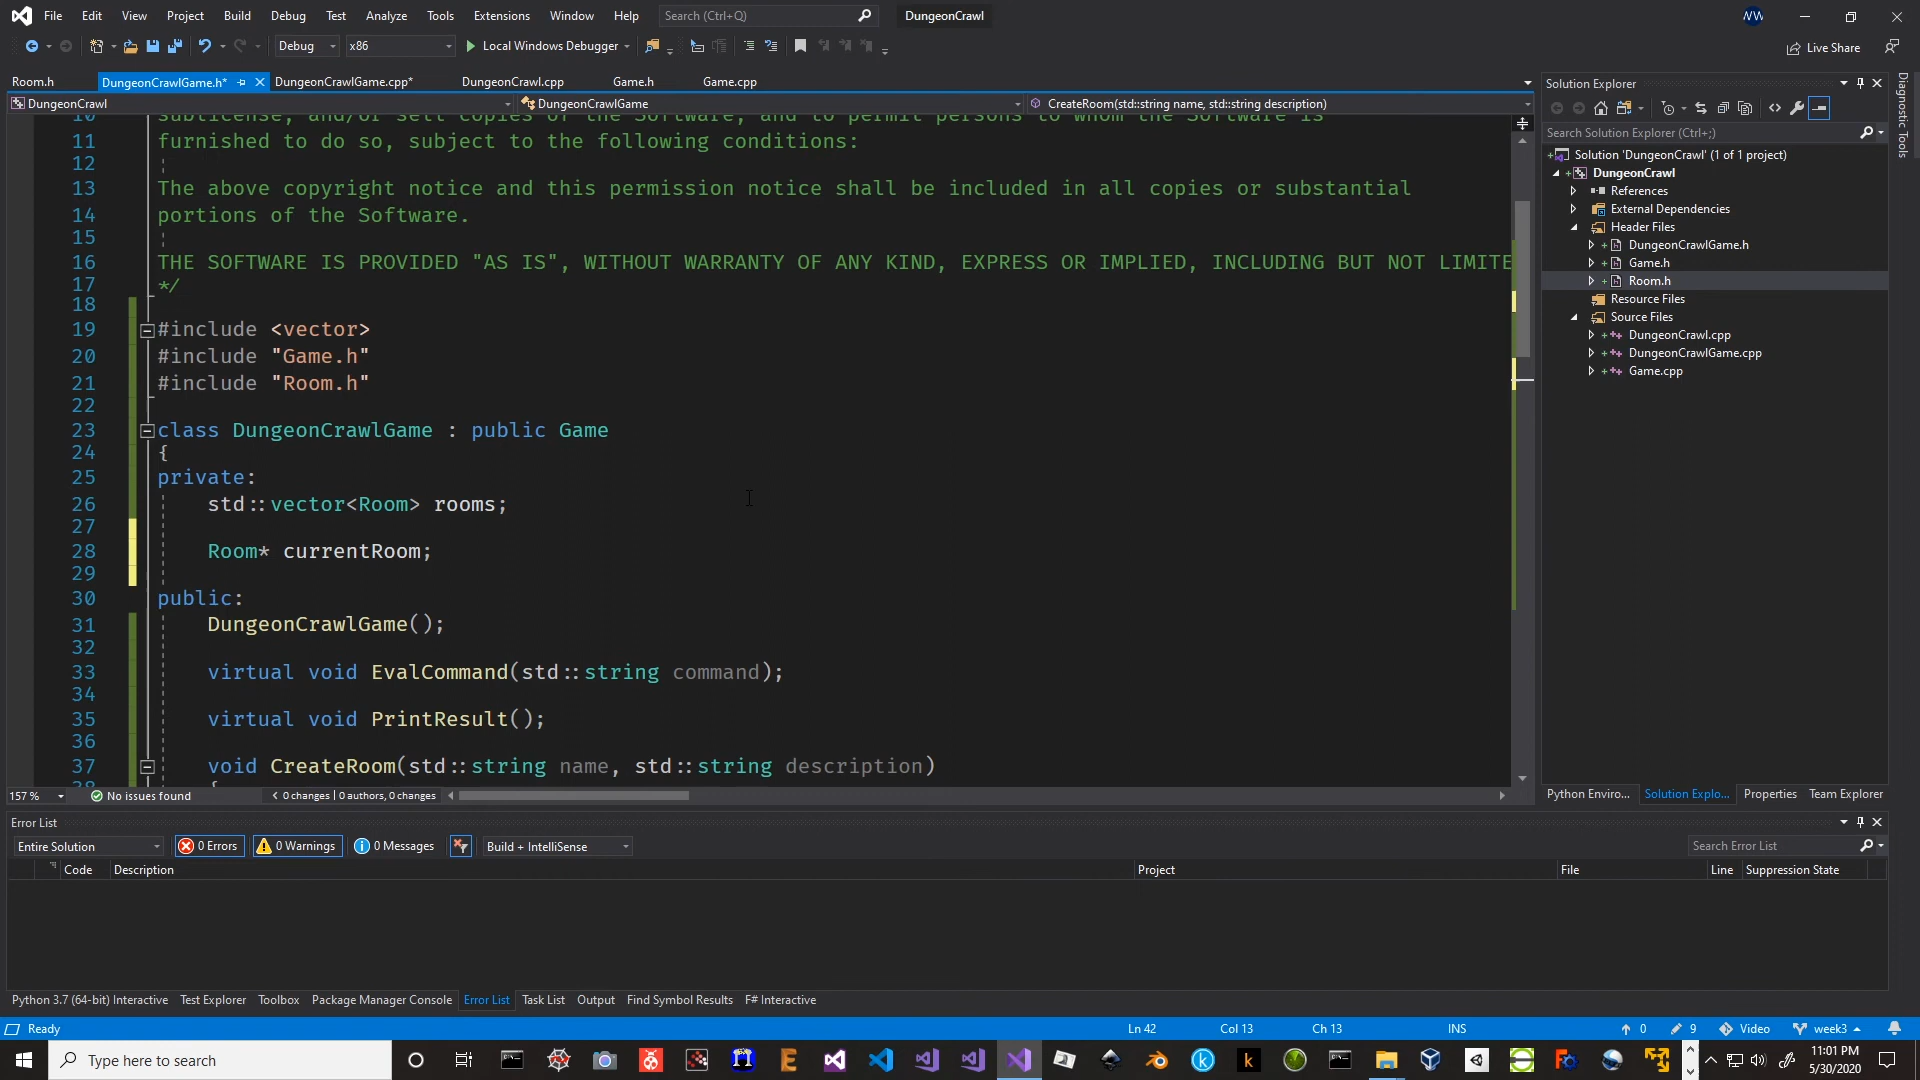 File Edit View Project Build Debug Test Analyze Tools Extensions Window Help Search (Ctrl+Q) DungeonCrawl
Debug x86 Local Windows Debugger Live Share
Room.h DungeonCrawlGame.h* DungeonCrawlGame.cpp* DungeonCrawl.cpp Game.h Game.cpp
DungeonCrawl DungeonCrawlGame CreateRoom(std::string name, std::string description)
10 sublicense, and/or sell copies of the Software, and to permit persons to whom the Software is
11 furnished to do so, subject to the following conditions:
12
13 The above copyright notice and this permission notice shall be included in all copies or substantial
14 portions of the Software.
15
16 THE SOFTWARE IS PROVIDED "AS IS", WITHOUT WARRANTY OF ANY KIND, EXPRESS OR IMPLIED, INCLUDING BUT NOT LIMITE
17 */
18
19 #include <vector>
20 #include "Game.h"
21 #include "Room.h"
22
23 class DungeonCrawlGame : public Game
24 {
25 private:
26 std::vector<Room> rooms;
27
28 Room* currentRoom;
29
30 public:
31 DungeonCrawlGame();
32
33 virtual void EvalCommand(std::string command);
34
35 virtual void PrintResult();
36
37 void CreateRoom(std::string name, std::string description)
38 {
157 % No issues found 0 changes | 0 authors, 0 changes
Solution Explorer
Search Solution Explorer (Ctrl+;)
Solution 'DungeonCrawl' (1 of 1 project)
DungeonCrawl
References
External Dependencies
Header Files
DungeonCrawlGame.h
Game.h
Room.h
Resource Files
Source Files
DungeonCrawl.cpp
DungeonCrawlGame.cpp
Game.cpp
Python Enviro... Solution Explo... Properties Team Explorer
Diagnostic Tools
Error List
Entire Solution 0 Errors 0 Warnings 0 Messages Build + IntelliSense Search Error List
Code Description Project File Line Suppression State
Python 3.7 (64-bit) Interactive Test Explorer Toolbox Package Manager Console Error List Task List Output Find Symbol Results F# Interactive
Ready Ln 42 Col 13 Ch 13 INS 0 9 Video week3
Type here to search
11:01 PM
5/30/2020